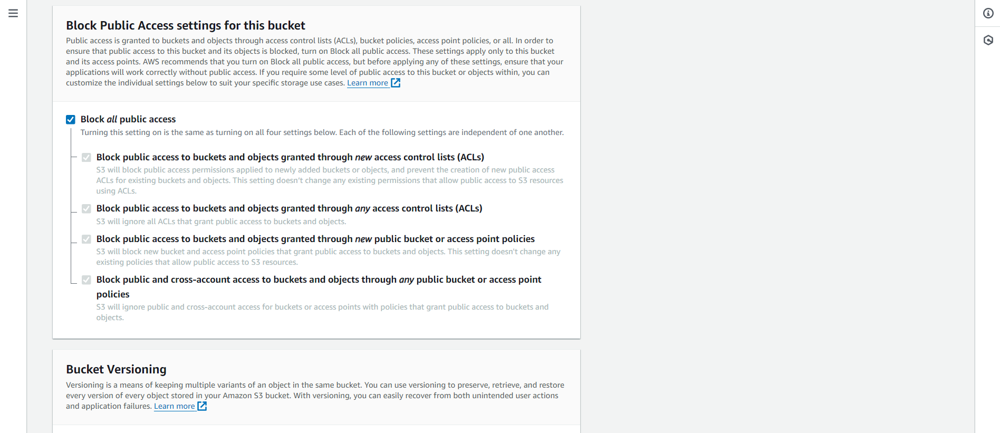 Block Public Access settings for this bucket
Public access is granted to buckets and objects through access control lists (ACLs), bucket policies, access point policies, or all. In order to
ensure that public access to this bucket and its objects is blocked, turn on Block all public access. These settings apply only to this bucket
and its access points. AWS recommends that you turn on Block all public access, but before applying any of these settings, ensure that your
applications will work correctly without public access. If you require some level of public access to this bucket or objects within, you can
customize the individual settings below to suit your specific storage use cases. Learn more
Block all public access
Turning this setting on is the same as turning on all four settings below. Each of the following settings are independent of one another.
Block public access to buckets and objects granted through new access control lists (ACLs)
S3 will block public access permissions applied to newly added buckets or objects, and prevent the creation of new public access
ACLs for existing buckets and objects. This setting doesn't change any existing permissions that allow public access to S3 resources
using ACLs.
Block public access to buckets and objects granted through any access control lists (ACLs)
S3 will ignore all ACLs that grant public access to buckets and objects.
Block public access to buckets and objects granted through new public bucket or access point policies
S3 will block new bucket and access point policies that grant public access to buckets and objects. This setting doesn't change any
existing policies that allow public access to S3 resources.
Block public and cross-account access to buckets and objects through any public bucket or access point
policies
S3 will ignore public and cross-account access for buckets or access points with policies that grant public access to buckets and
objects.
Bucket Versioning
Versioning is a means of keeping multiple variants of an object in the same bucket. You can use versioning to preserve, retrieve, and restore
every version of every object stored in your Amazon S3 bucket. With versioning, you can easily recover from both unintended user actions
and application failures. Learn more